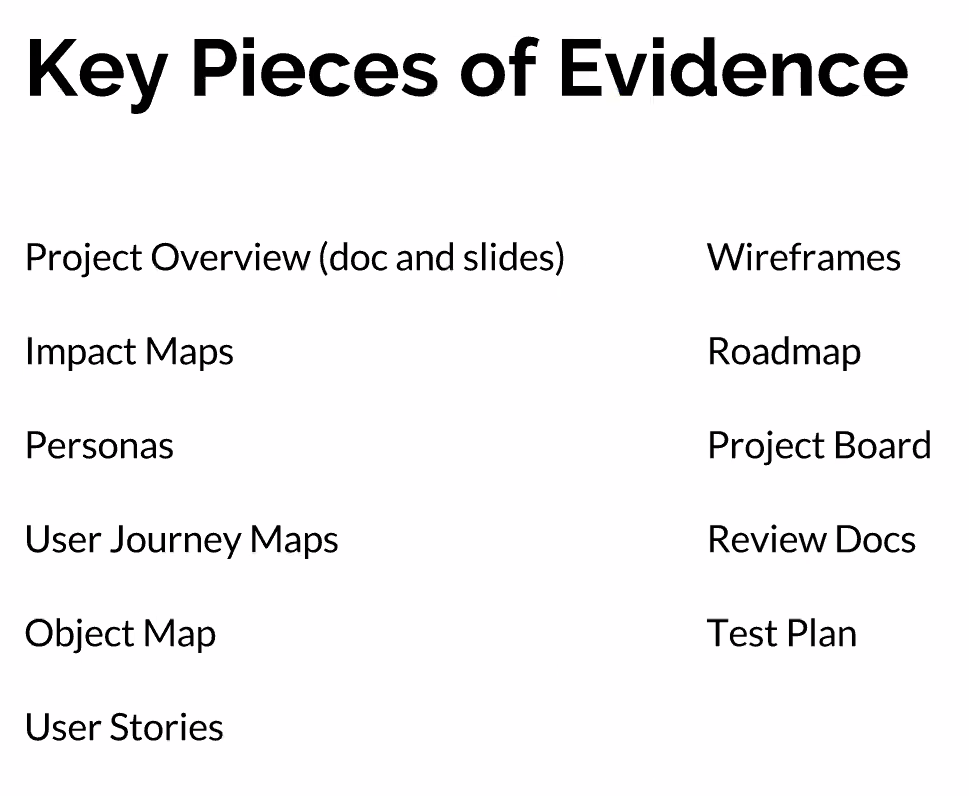 Key Pieces of Evidence
Project Overview (doc and slides)
Impact Maps
Personas
User Journey Maps
Object Map
User Stories
Wireframes
Roadmap
Project Board
Review Docs
Test Plan